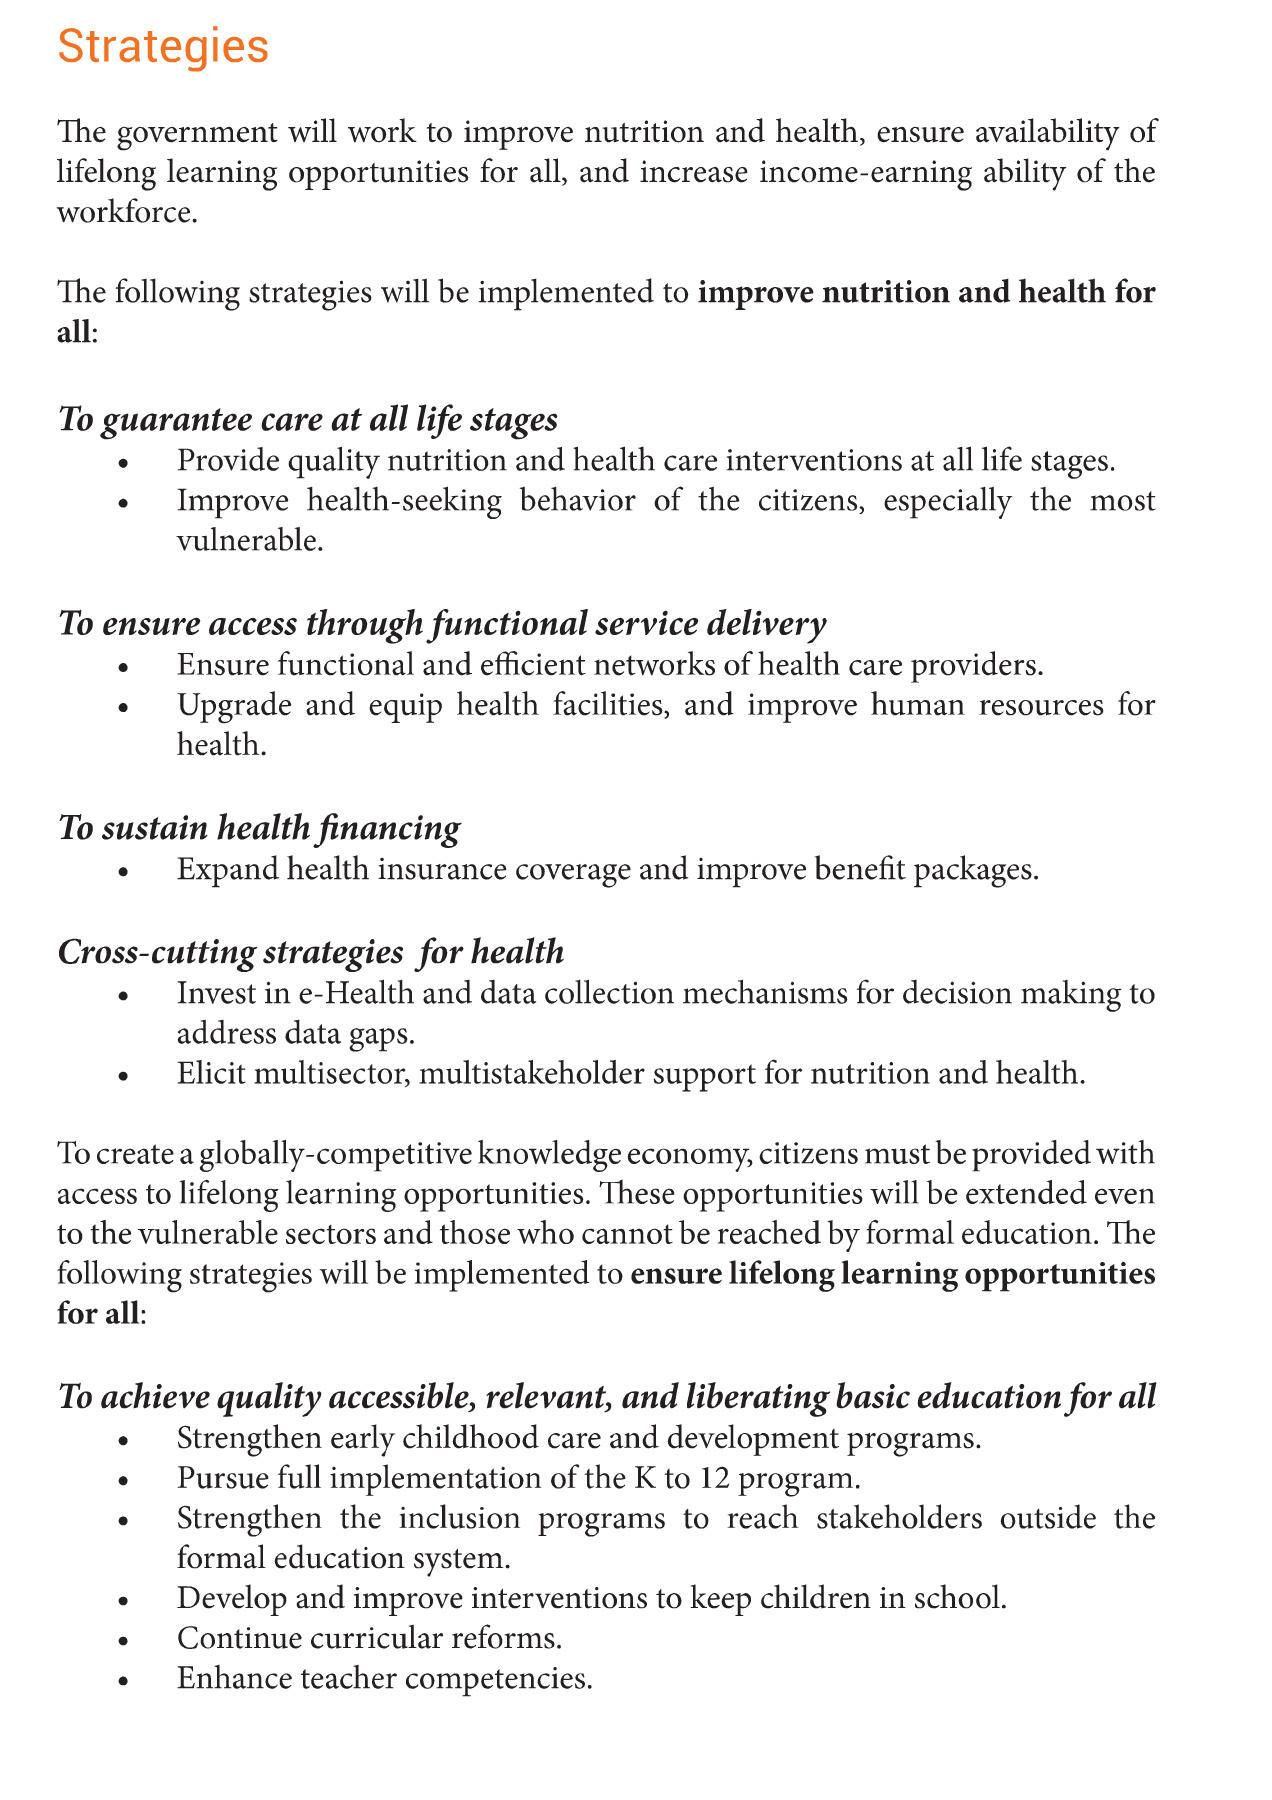 Strategies
The government will work to improve nutrition and health, ensure availability of
lifelong learning opportunities for all, and increase income-earning ability of the
workforce.
The following strategies will be implemented to improve nutrition and health for
all:
To guarantee care at all life stages
• Provide quality nutrition and health care interventions at all life stages.
• Improve health-seeking behavior of the citizens, especially the most
vulnerable.
To ensure access through functional service delivery
• Ensure functional and efficient networks of health care providers.
• Upgrade and equip health facilities, and improve human resources for
health.
To sustain health financing
• Expand health insurance coverage and improve benefit packages.
Cross-cutting strategies for health
• Invest in e-Health and data collection mechanisms for decision making to
address data gaps.
• Elicit multisector, multistakeholder support for nutrition and health.
To create a globally-competitive knowledge economy, citizens must be provided with
access to lifelong learning opportunities. These opportunities will be extended even
to the vulnerable sectors and those who cannot be reached by formal education. The
following strategies will be implemented to ensure lifelong learning opportunities
for all:
To achieve quality accessible, relevant, and liberating basic education for all
• Strengthen early childhood care and development programs.
• Pursue full implementation of the K to 12 program.
• Strengthen the inclusion programs to reach stakeholders outside the
formal education system.
• Develop and improve interventions to keep children in school.
• Continue curricular reforms.
• Enhance teacher competencies.